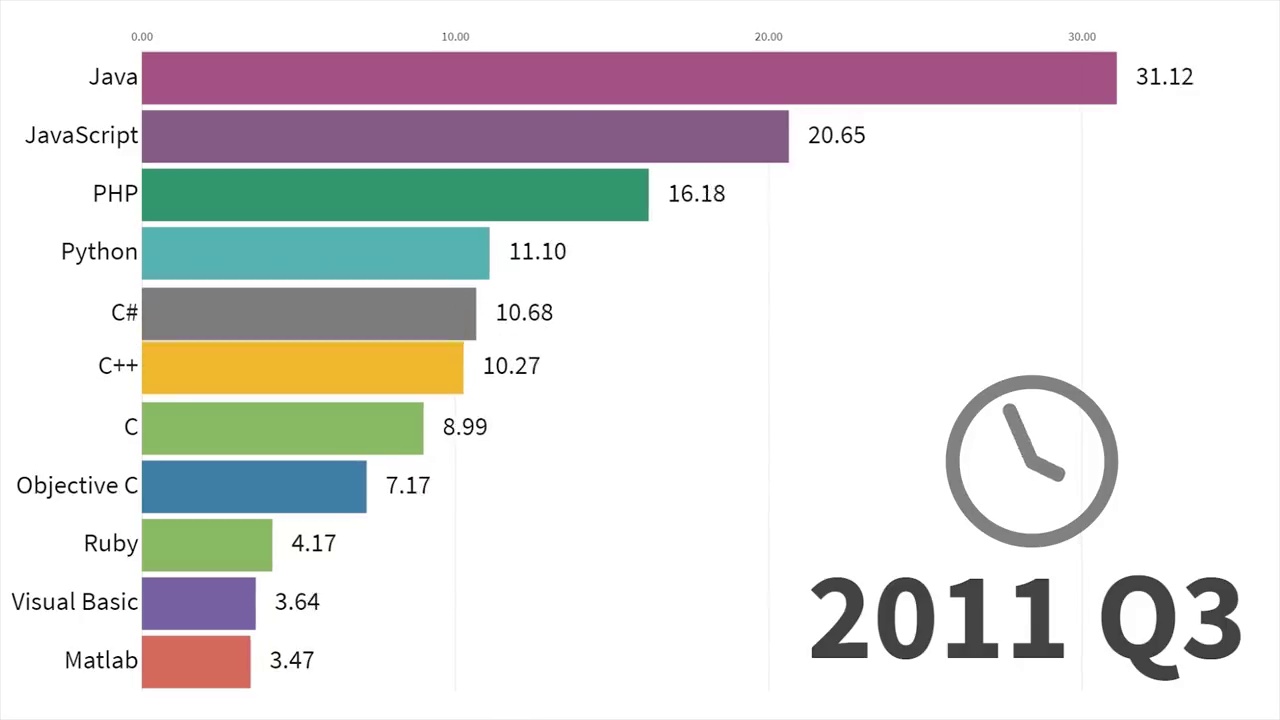 0.00 10.00 20.00 30.00
Java 31.12
JavaScript 20.65
PHP 16.18
Python 11.10
C# 10.68
C++ 10.27
C 8.99
Objective C 7.17
Ruby 4.17
Visual Basic 3.64
Matlab 3.47
2011 Q3